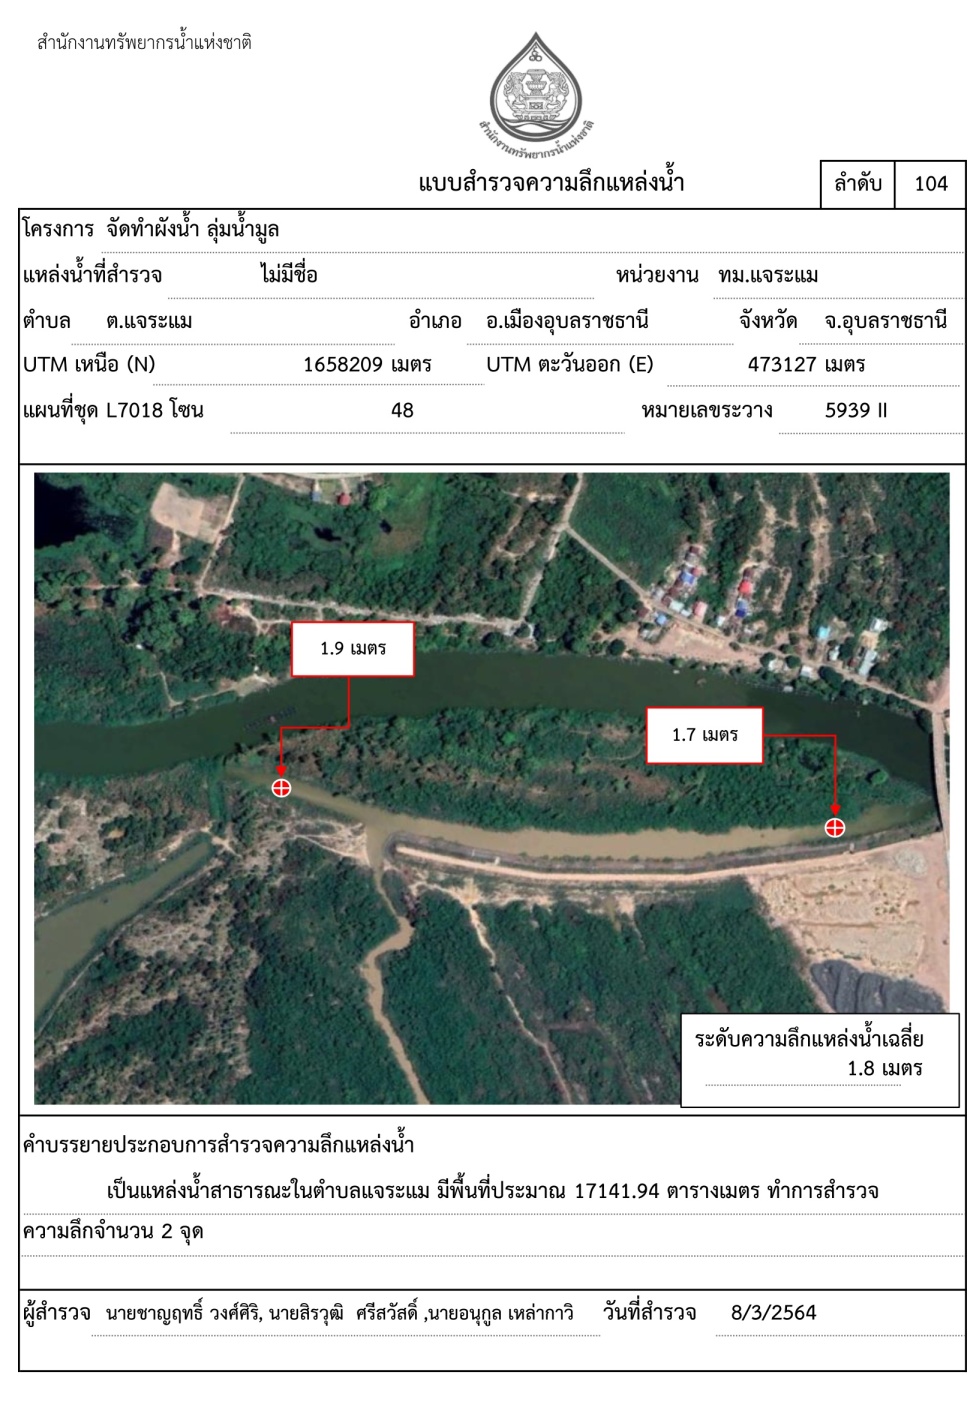 สำนักงานทรัพยากรน้ำแห่งชาติ
สำนักงานทรัพยากรน้ำแห่งชาติ
แบบสำรวจความลึกแหล่งน้ำ
ลำดับ 104
โครงการ จัดทำผังน้ำ ลุ่มน้ำมูล
แหล่งน้ำที่สำรวจ ไม่มีชื่อ หน่วยงาน ทม.แจระแม
ตำบล ต.แจระแม อำเภอ อ.เมืองอุบลราชธานี จังหวัด จ.อุบลราชธานี
UTM เหนือ (N) 1658209 เมตร UTM ตะวันออก (E) 473127 เมตร
แผนที่ชุด L7018 โซน 48 หมายเลขระวาง 5939 II
1.9 เมตร
1.7 เมตร
ระดับความลึกแหล่งน้ำเฉลี่ย
1.8 เมตร
คำบรรยายประกอบการสำรวจความลึกแหล่งน้ำ
เป็นแหล่งน้ำสาธารณะในตำบลแจระแม มีพื้นที่ประมาณ 17141.94 ตารางเมตร ทำการสำรวจ
ความลึกจำนวน 2 จุด
ผู้สำรวจ นายชาญฤทธิ์ วงศ์ศิริ, นายสิรวุฒิ ศรีสวัสดิ์ ,นายอนุกูล เหล่ากาวิ วันที่สำรวจ 8/3/2564